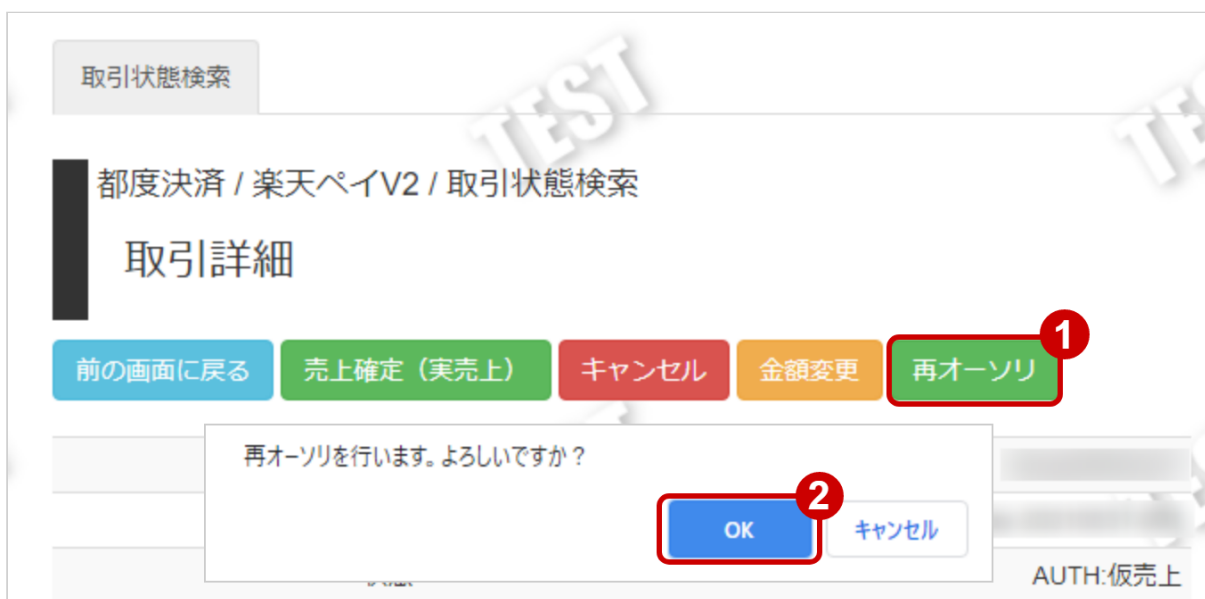 TEST
取引状態検索
都度決済 / 楽天ペイV2 / 取引状態検索
取引詳細
前の画面に戻る 売上確定（実売上） キャンセル 金額変更 再オーソリ 1
再オーソリを行います。よろしいですか？
OK 2 キャンセル
AUTH:仮売上